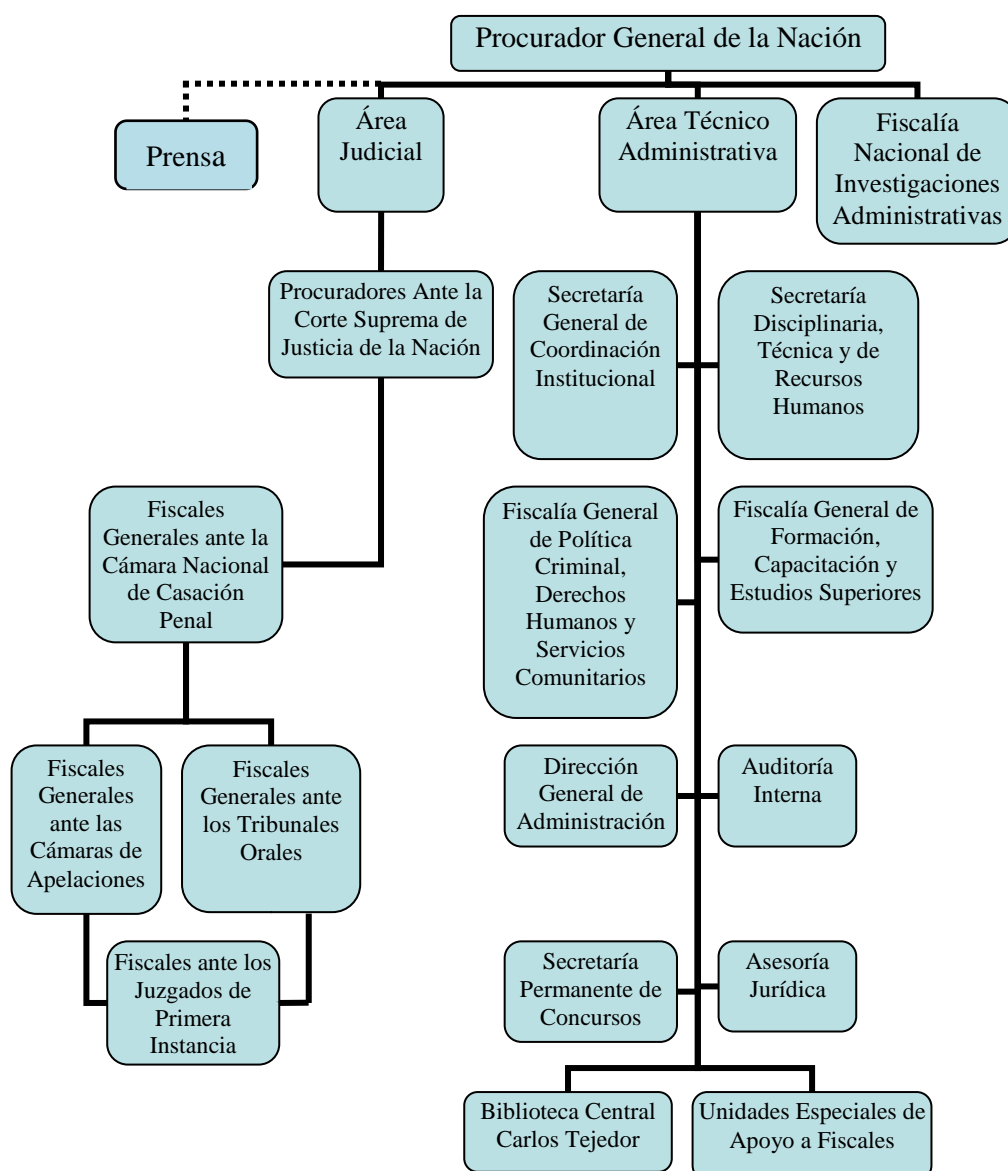 Procurador General de la Nación
Prensa
Área
Judicial
Área Técnico
Administrativa
Fiscalía
Nacional de
Investigaciones
Administrativas
Procuradores Ante la
Corte Suprema de
Justicia de la Nación
Secretaría
General de
Coordinación
Institucional
Secretaría
Disciplinaria,
Técnica y de
Recursos
Humanos
Fiscales
Generales ante la
Cámara Nacional
de Casación
Penal
Fiscalía General
de Política
Criminal,
Derechos
Humanos y
Servicios
Comunitarios
Fiscalía General de
Formación,
Capacitación y
Estudios Superiores
Fiscales
Generales
ante las
Cámaras de
Apelaciones
Fiscales
Generales ante
los Tribunales
Orales
Dirección
General de
Administración
Auditoría
Interna
Fiscales ante los
Juzgados de
Primera
Instancia
Secretaría
Permanente de
Concursos
Asesoría
Jurídica
Biblioteca Central
Carlos Tejedor
Unidades Especiales de
Apoyo a Fiscales